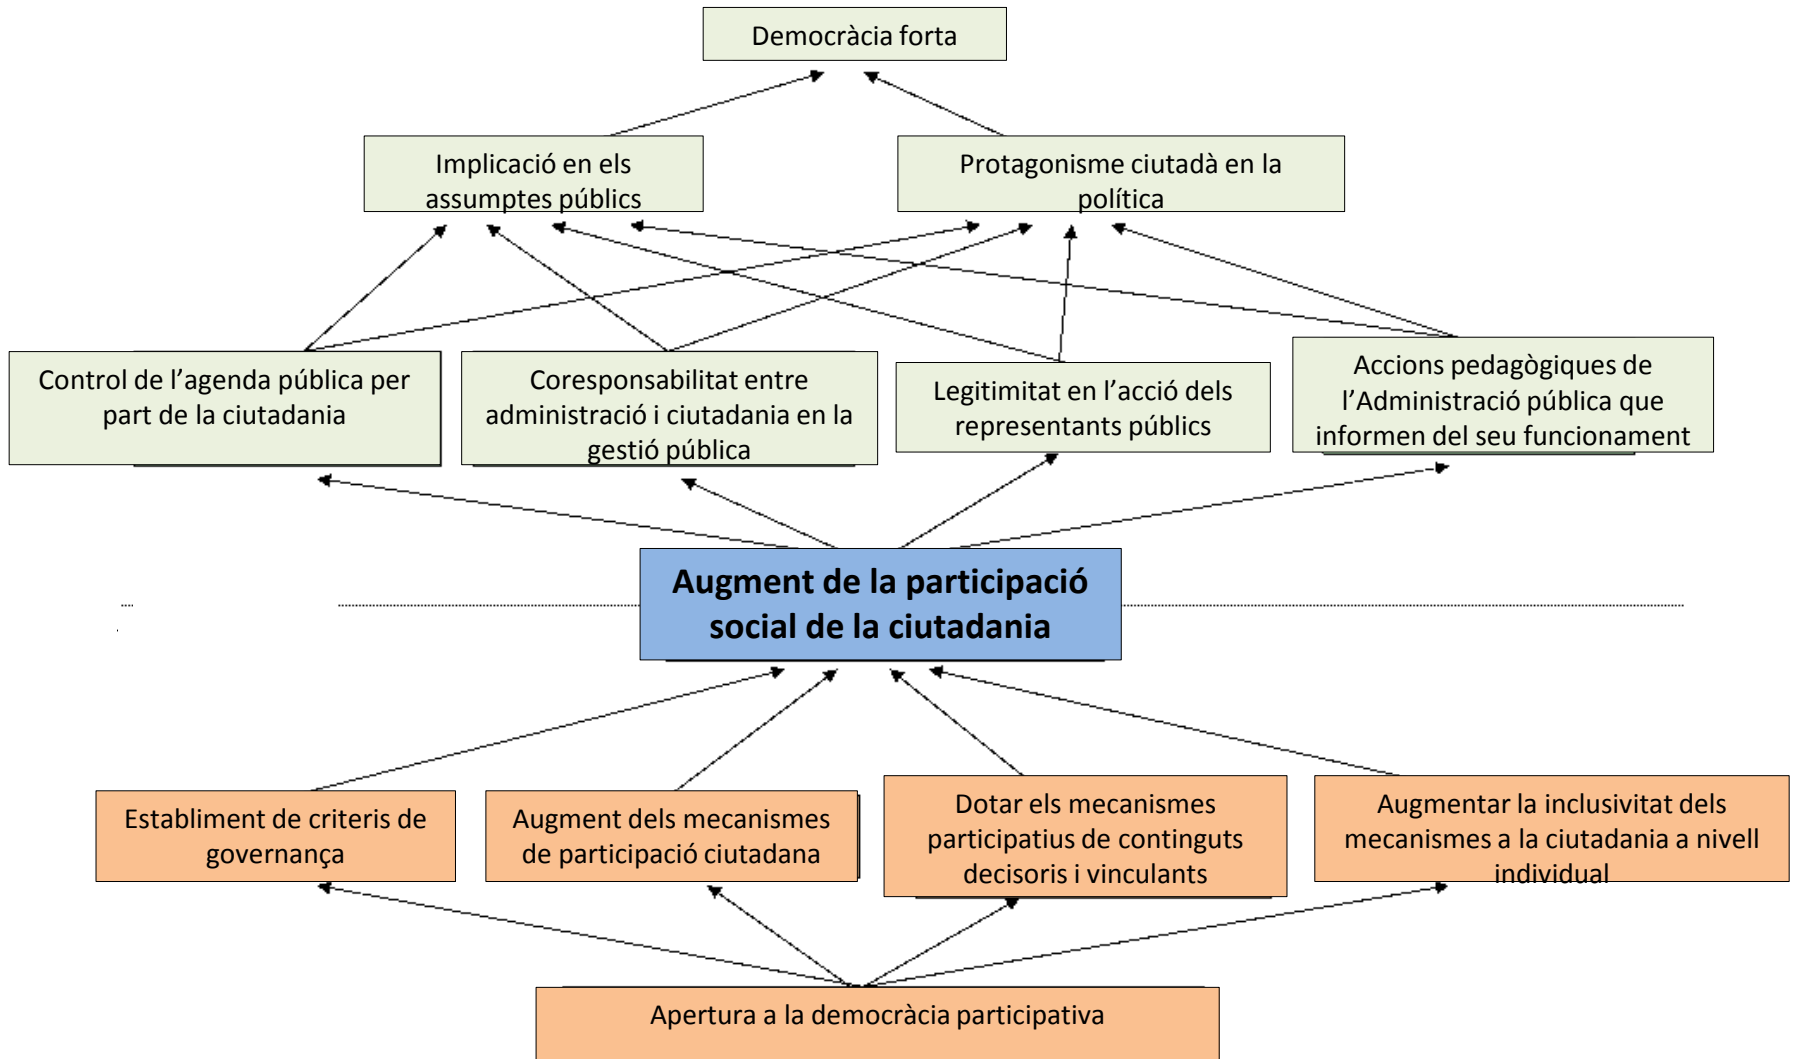 Democràcia forta
Implicació en els
assumptes públics
Protagonisme ciutadà en la
política
Control de l’agenda pública per
part de la ciutadania
Coresponsabilitat entre
administració i ciutadania en la
gestió pública
Legitimitat en l’acció dels
representants públics
Accions pedagògiques de
l’Administració pública que
informen del seu funcionament
Augment de la participació
social de la ciutadania
Establiment de criteris de
governança
Augment dels mecanismes
de participació ciutadana
Dotar els mecanismes
participatius de continguts
decisoris i vinculants
Augmentar la inclusivitat dels
mecanismes a la ciutadania a nivell
individual
Apertura a la democràcia participativa